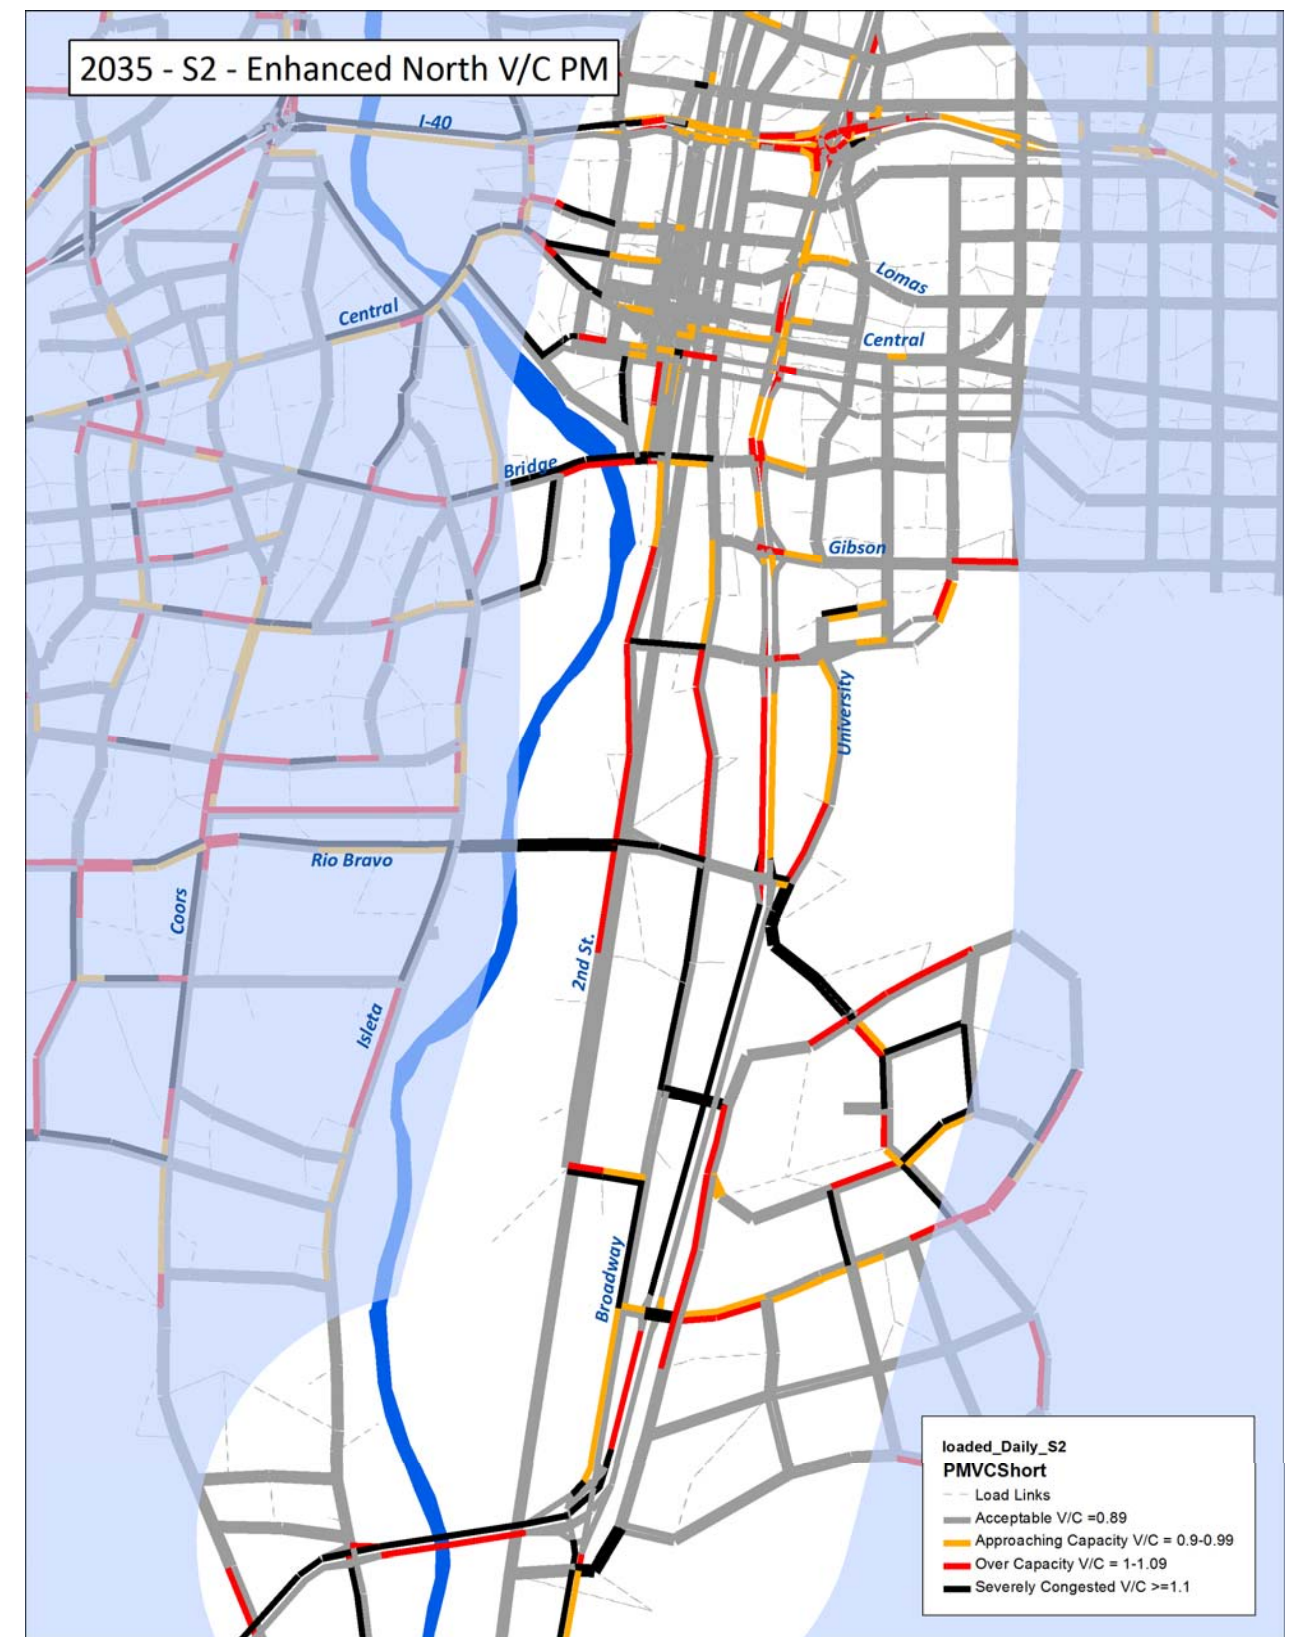 2035 - S2 - Enhanced North V/C PM
I-40
Lomas
Central
Central
Bridge
Gibson
University
Rio Bravo
Coors
2nd St.
Isleta
Broadway
loaded_Daily_S2
PMVCShort
Load Links
Acceptable V/C =0.89
Approaching Capacity V/C = 0.9-0.99
Over Capacity V/C = 1-1.09
Severely Congested V/C >=1.1